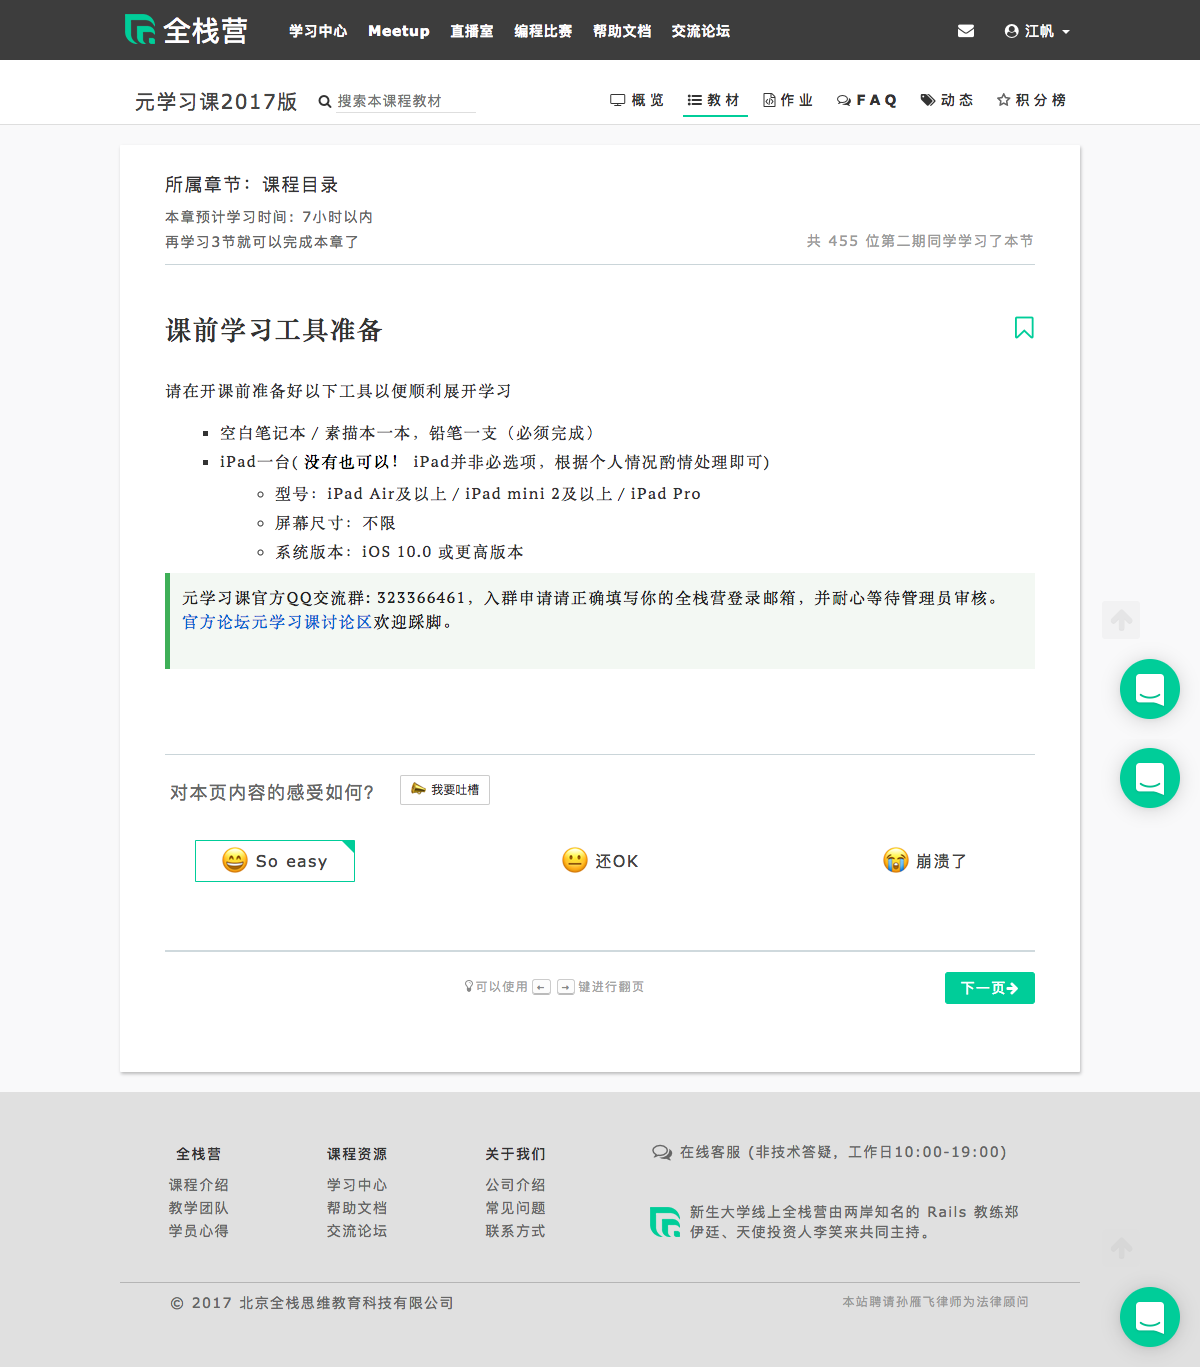 全栈营 学习中心 Meetup 直播室 编程比赛 帮助文档 交流论坛 江帆
元学习课2017版 搜索本课程教材 概览 教材 作业 FAQ 动态 积分榜
所属章节：课程目录
本章预计学习时间：7小时以内
再学习3节就可以完成本章了
共 455 位第二期同学学习了本节
课前学习工具准备
请在开课前准备好以下工具以便顺利展开学习
空白笔记本 / 素描本一本，铅笔一支（必须完成）
iPad一台( 没有也可以！ iPad并非必选项，根据个人情况酌情处理即可)
型号：iPad Air及以上 / iPad mini 2及以上 / iPad Pro
屏幕尺寸：不限
系统版本：iOS 10.0 或更高版本
元学习课官方QQ交流群: 323366461，入群申请请正确填写你的全栈营登录邮箱，并耐心等待管理员审核。
官方论坛元学习课讨论区欢迎踩脚。
对本页内容的感受如何? 我要吐槽
So easy 还OK 崩溃了
可以使用 ← → 键进行翻页
下一页
全栈营 课程资源 关于我们
课程介绍 学习中心 公司介绍
教学团队 帮助文档 常见问题
学员心得 交流论坛 联系方式
在线客服 (非技术答疑，工作日10:00-19:00)
新生大学线上全栈营由两岸知名的 Rails 教练郑
伊廷、天使投资人李笑来共同主持。
© 2017 北京全栈思维教育科技有限公司
本站聘请孙雁飞律师为法律顾问